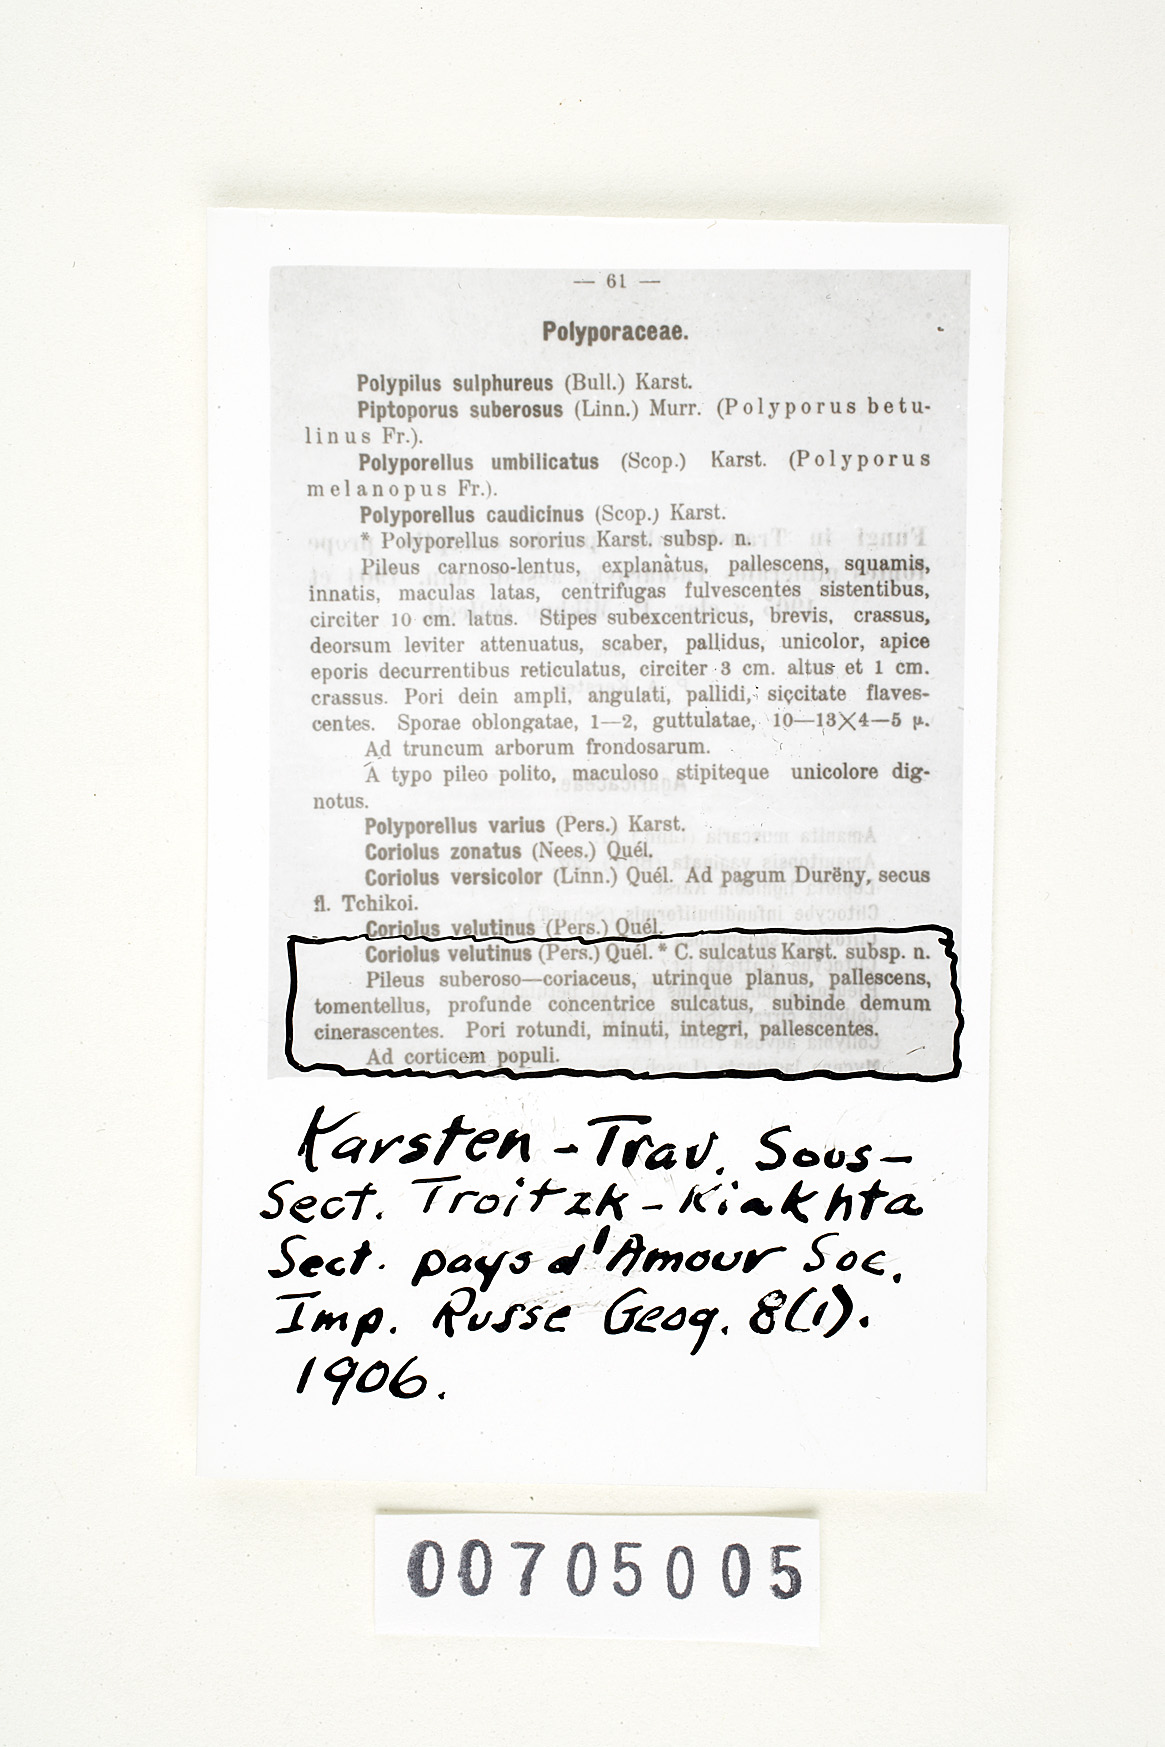 — 61 —
Polyporaceae.
Polypilus sulphureus (Bull.) Karst.
Piptoporus suberosus (Linn.) Murr. (Polyporus betu-
linus Fr.).
Polyporellus umbilicatus (Scop.) Karst. (Polyporus
melanopus Fr.).
Polyporellus caudicinus (Scop.) Karst.
* Polyporellus sororius Karst. subsp. n.
Pileus carnoso-lentus, explanatus, pallescens, squamis,
innatis, maculas latas, centrifugas fulvescentes sistentibus,
circiter 10 cm. latus. Stipes subexcentricus, brevis, crassus,
deorsum leviter attenuatus, scaber, pallidus, unicolor, apice
eporis decurrentibus reticulatus, circiter 3 cm. altus et 1 cm.
crassus. Pori dein ampli, angulati, pallidi, siccitate flaves-
centes. Sporae oblongatae, 1—2, guttulatae, 10—13×4—5 μ.
Ad truncum arborum frondosarum.
A typo pileo polito, maculoso stipiteque unicolore dig-
notus.
Polyporellus varius (Pers.) Karst.
Coriolus zonatus (Nees.) Quél.
Coriolus versicolor (Linn.) Quél. Ad pagum Durëny, secus
fl. Tchikoi.
Coriolus velutinus (Pers.) Quél.
Coriolus velutinus (Pers.) Quél. * C. sulcatus Karst. subsp. n.
Pileus suberoso—coriaceus, utrinque planus, pallescens,
tomentellus, profunde concentrice sulcatus, subinde demum
cinerascentes. Pori rotundi, minuti, integri, pallescentes.
Ad corticem populi.
Karsten - Trav. Sous-
Sect. Troitzk - Kiakhta
Sect. pays d'Amour Soc.
Imp. Russe Geog. 8(1).
1906.
00705005